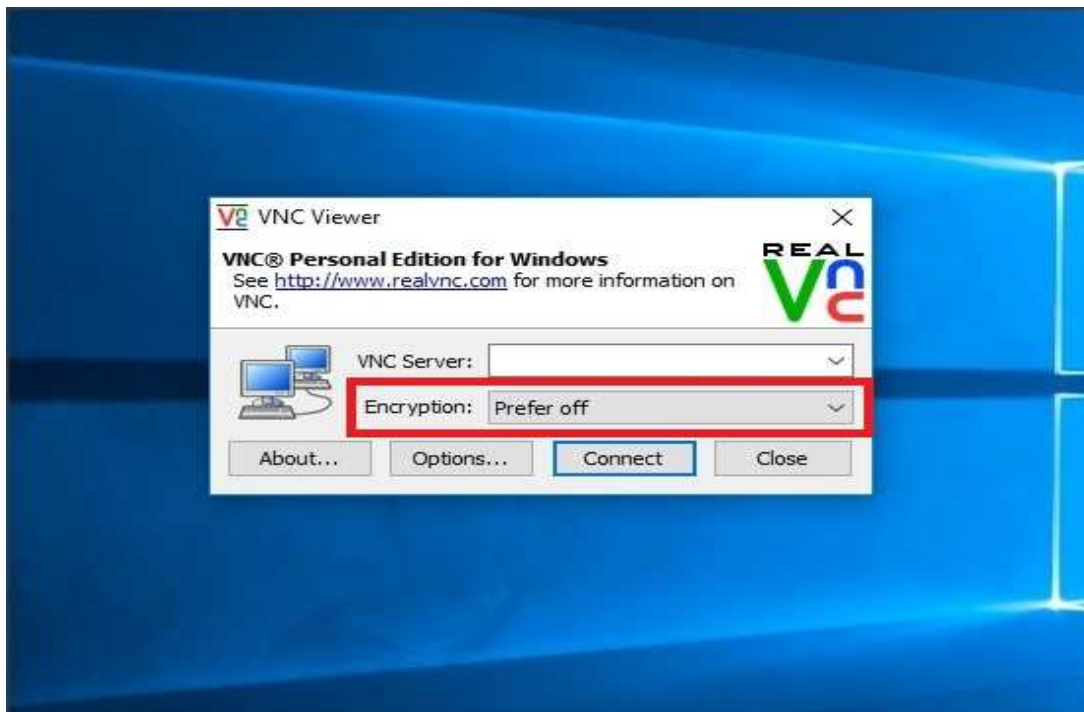 VNC Viewer
VNC® Personal Edition for Windows
See http://www.realvnc.com for more information on
VNC.
REAL
VNC
VNC Server:
Encryption: Prefer off
About... Options... Connect Close